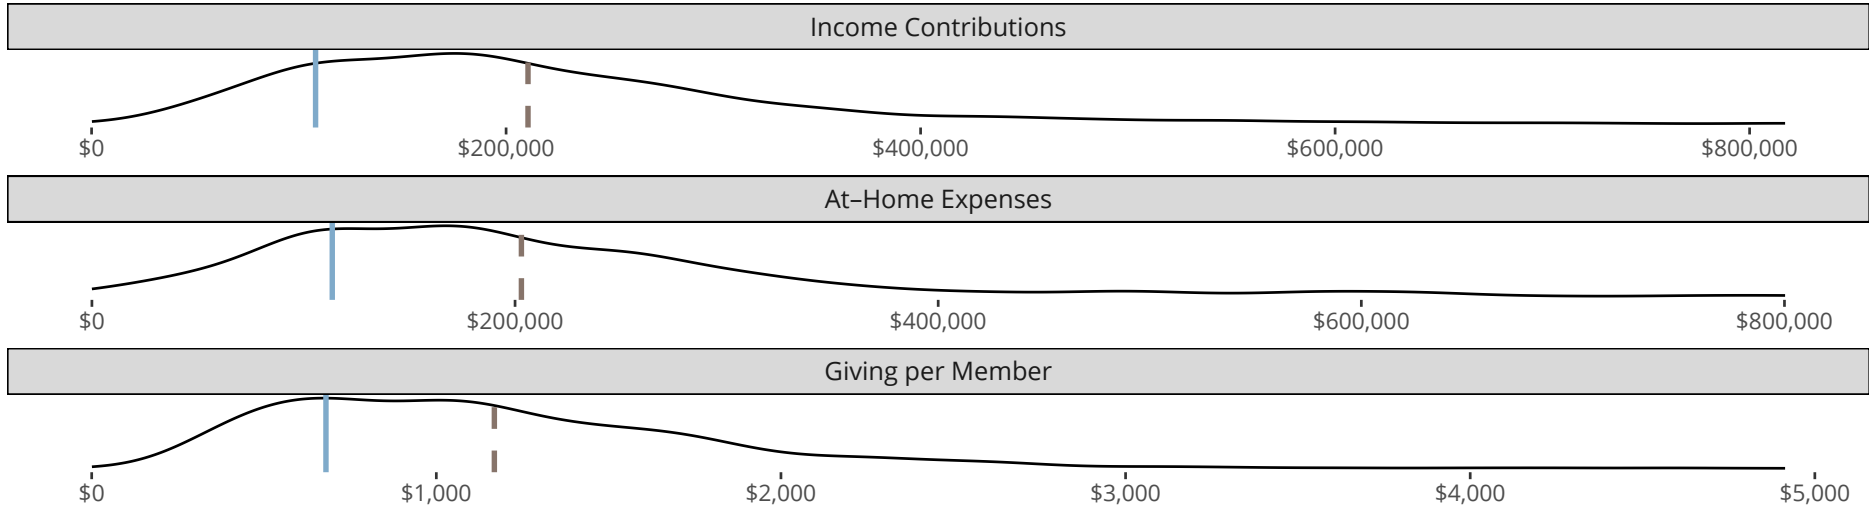 Income Contributions
$0 $200,000 $400,000 $600,000 $800,000
At–Home Expenses
$0 $200,000 $400,000 $600,000 $800,000
Giving per Member
$0 $1,000 $2,000 $3,000 $4,000 $5,000